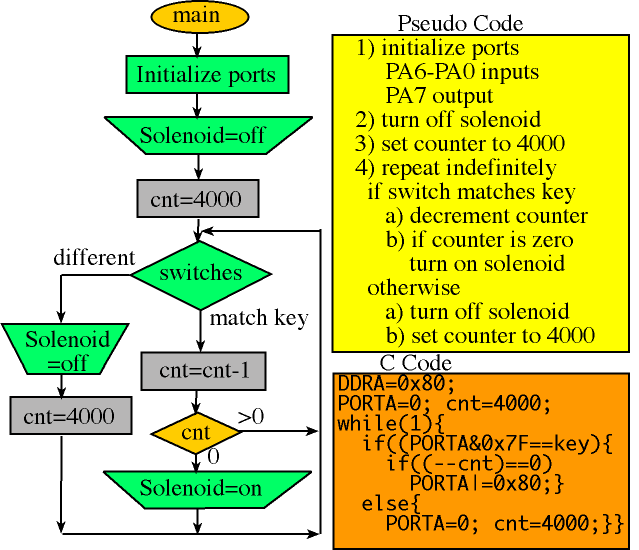 main
Initialize ports
Solenoid=off
cnt=4000
switches
different
match key
Solenoid
=off
cnt=cnt-1
cnt=4000
cnt
>0
0
Solenoid=on
Pseudo Code
1) initialize ports
PA6-PA0 inputs
PA7 output
2) turn off solenoid
3) set counter to 4000
4) repeat indefinitely
if switch matches key
a) decrement counter
b) if counter is zero
turn on solenoid
otherwise
a) turn off solenoid
b) set counter to 4000
C Code
DDRA=0x80;
PORTA=0; cnt=4000;
while(1){
if((PORTA&0x7F==key){
if((--cnt)==0)
PORTA|=0x80;}
else{
PORTA=0; cnt=4000;}}